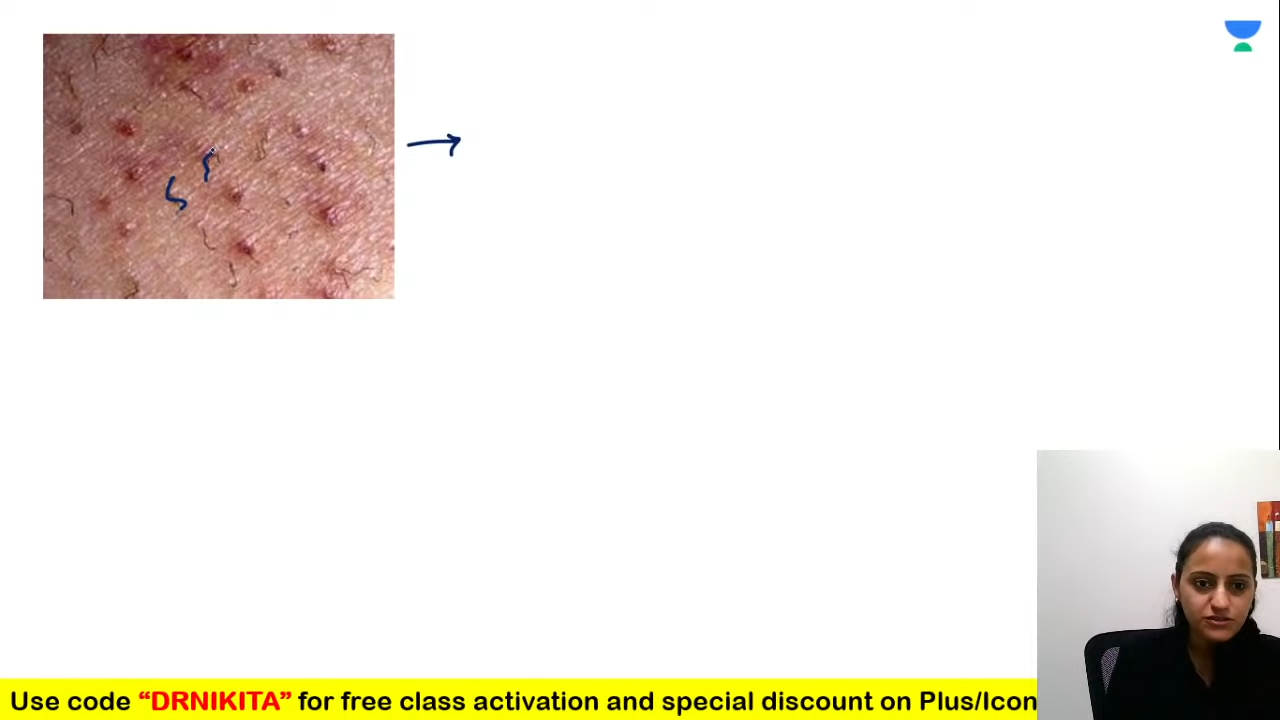 Use code “DRNIKITA” for free class activation and special discount on Plus/Icon